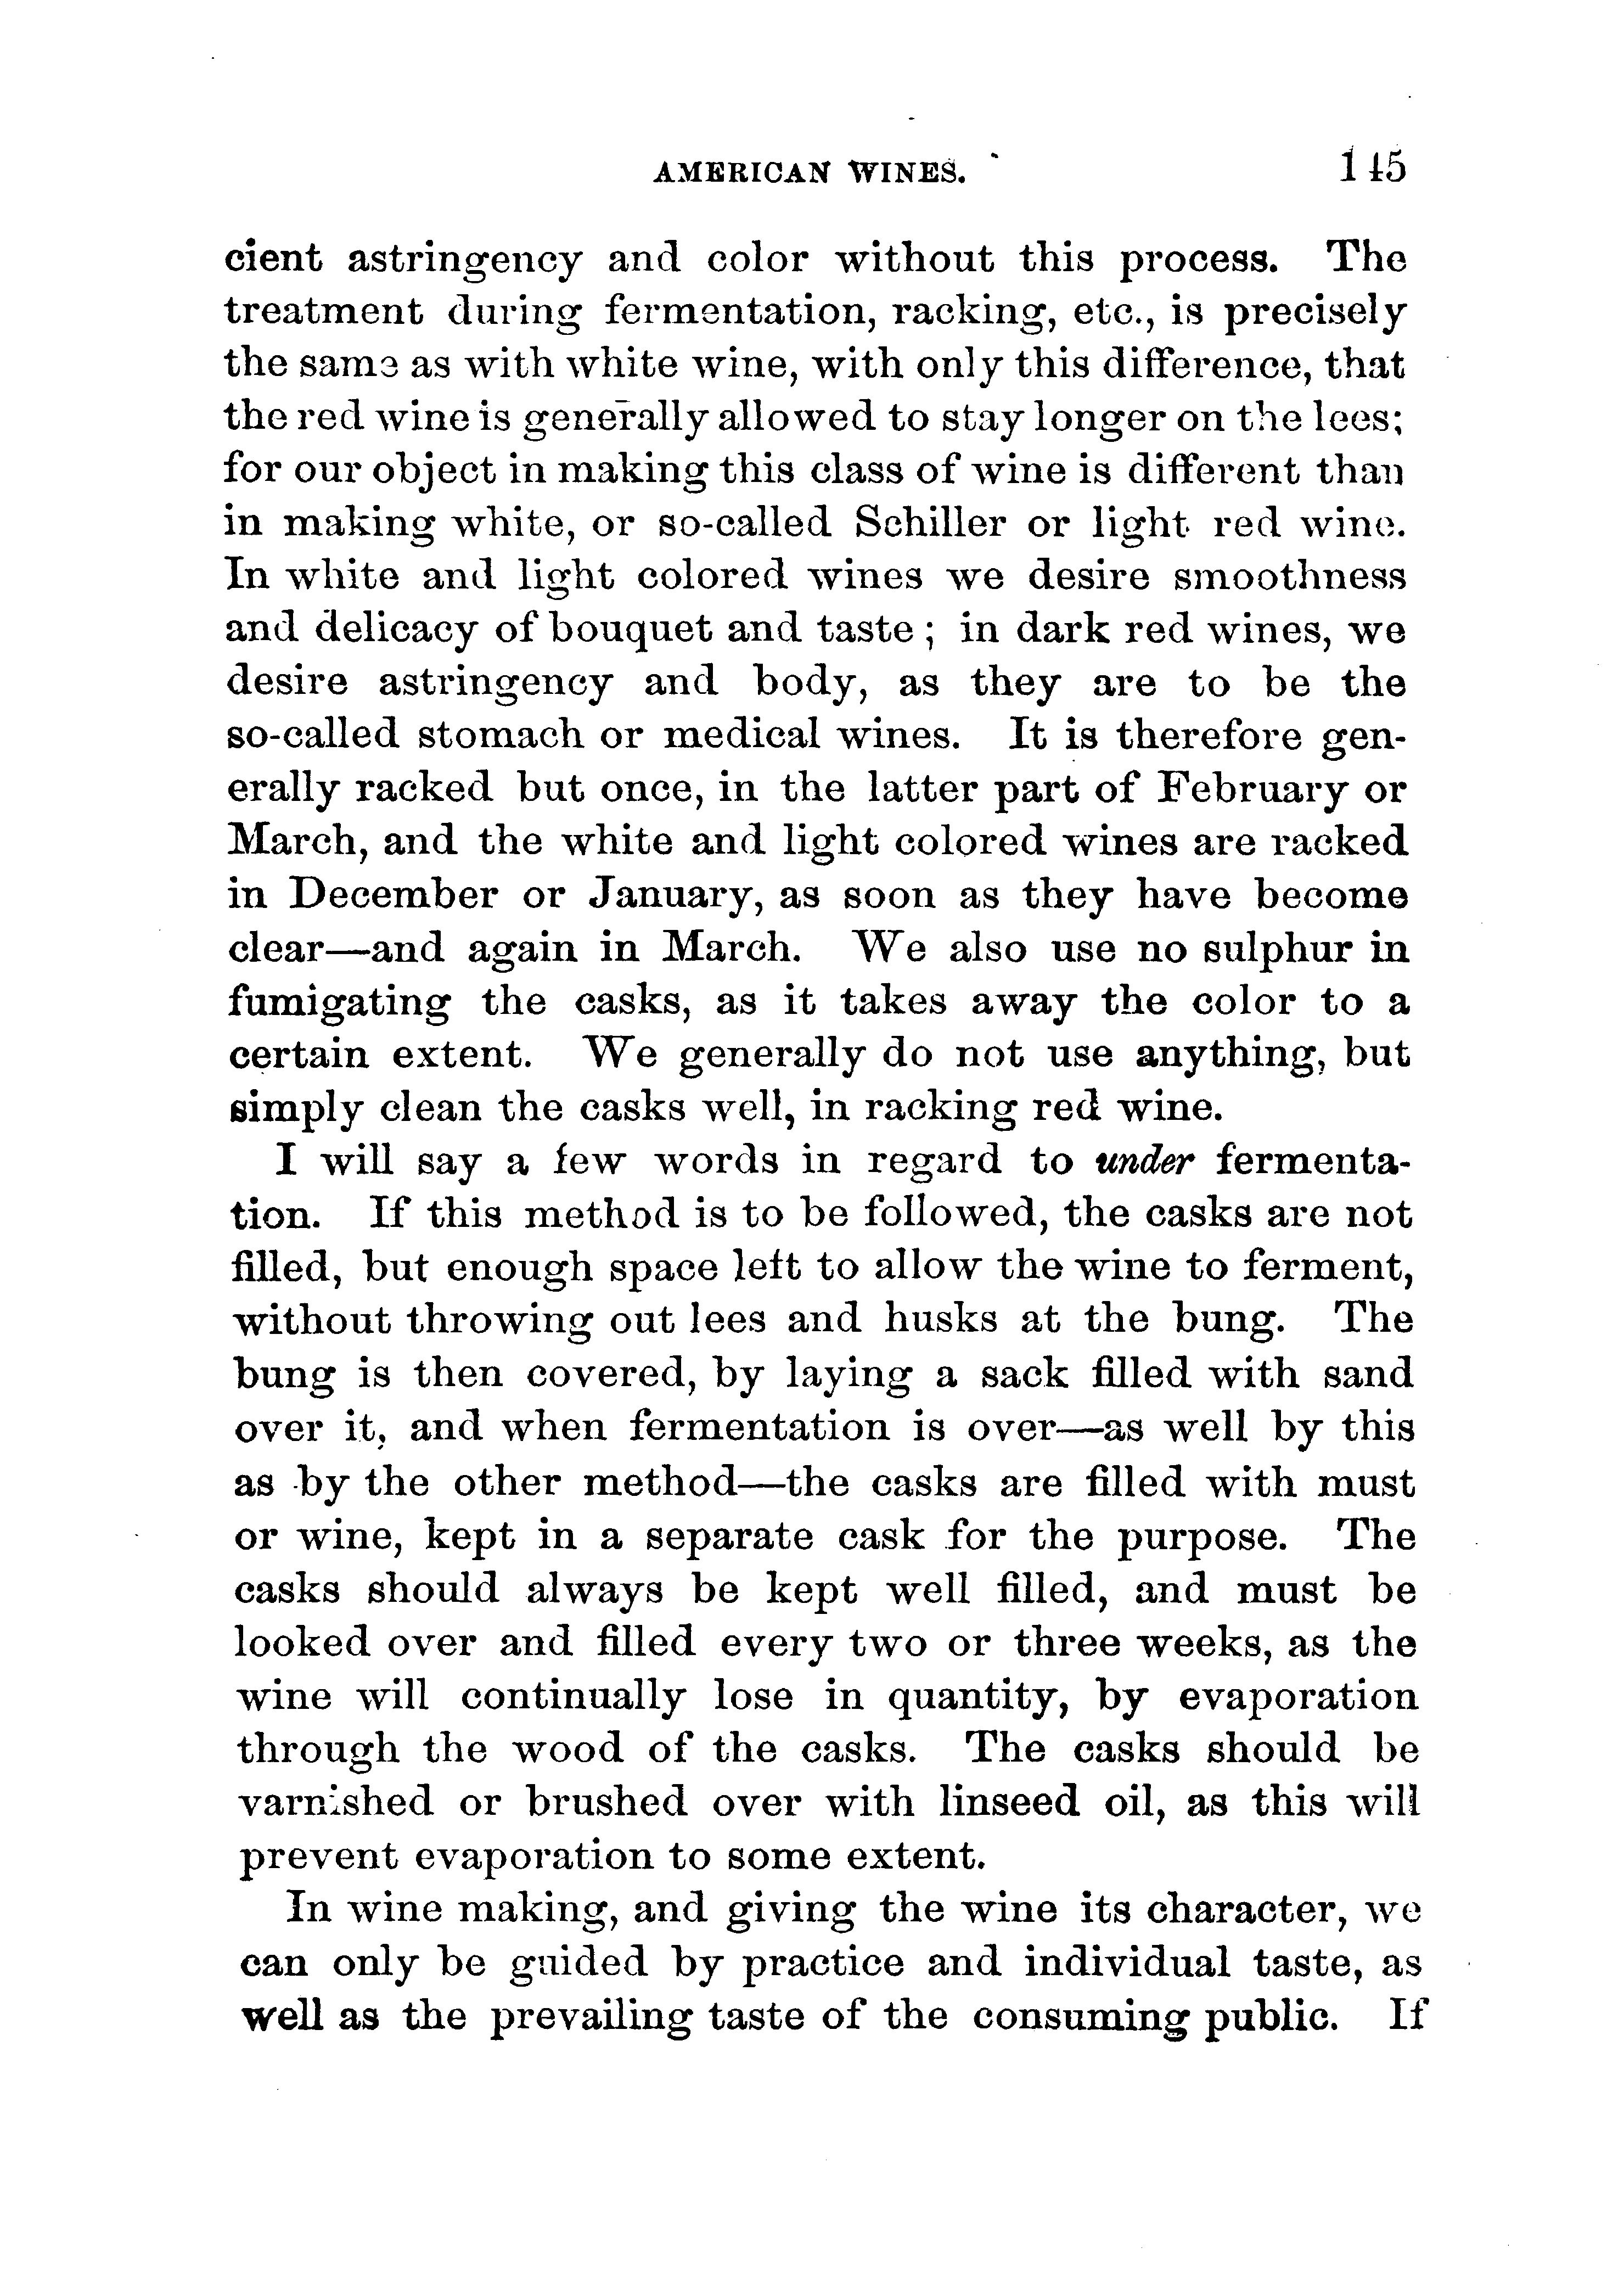 AMERICAN WINES. 145
cient astringency and color without this process. The
treatment during fermentation, racking, etc., is precisely
the same as with white wine, with only this difference, that
the red wine is generally allowed to stay longer on the lees;
for our object in making this class of wine is different than
in making white, or so-called Schiller or light red wine.
In white and light colored wines we desire smoothness
and delicacy of bouquet and taste ; in dark red wines, we
desire astringency and body, as they are to be the
so-called stomach or medical wines. It is therefore gen-
erally racked but once, in the latter part of February or
March, and the white and light colored wines are racked
in December or January, as soon as they have become
clear—and again in March. We also use no sulphur in
fumigating the casks, as it takes away the color to a
certain extent. We generally do not use anything, but
simply clean the casks well, in racking red wine.
I will say a few words in regard to under fermenta-
tion. If this method is to be followed, the casks are not
filled, but enough space left to allow the wine to ferment,
without throwing out lees and husks at the bung. The
bung is then covered, by laying a sack filled with sand
over it, and when fermentation is over—as well by this
as by the other method—the casks are filled with must
or wine, kept in a separate cask for the purpose. The
casks should always be kept well filled, and must be
looked over and filled every two or three weeks, as the
wine will continually lose in quantity, by evaporation
through the wood of the casks. The casks should be
varnished or brushed over with linseed oil, as this will
prevent evaporation to some extent.
In wine making, and giving the wine its character, we
can only be guided by practice and individual taste, as
well as the prevailing taste of the consuming public. If